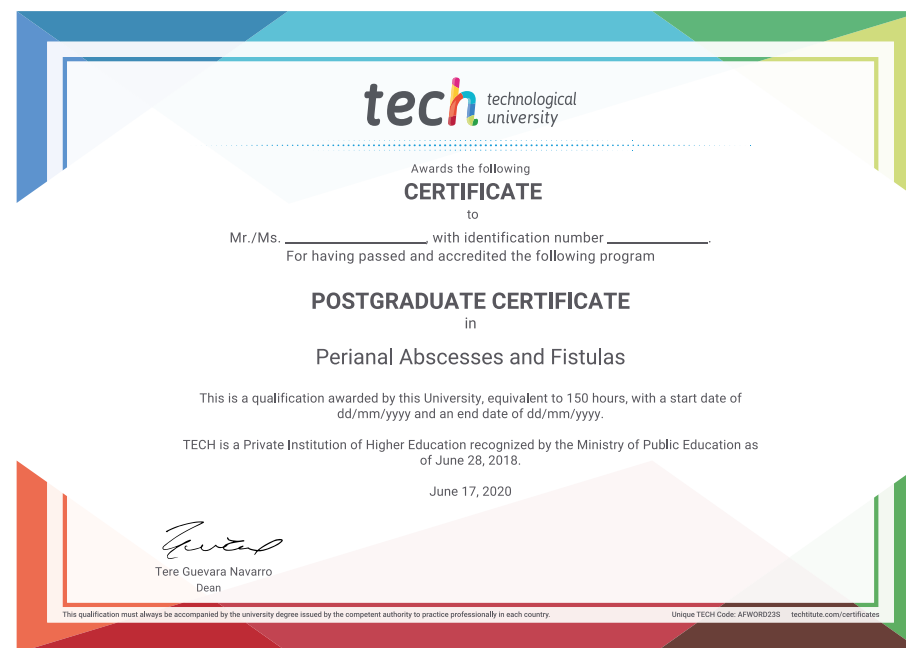 tech technological
university
Awards the following
CERTIFICATE
to
Mr./Ms. ____________________, with identification number ______________.
For having passed and accredited the following program
POSTGRADUATE CERTIFICATE
in
Perianal Abscesses and Fistulas
This is a qualification awarded by this University, equivalent to 150 hours, with a start date of
dd/mm/yyyy and an end date of dd/mm/yyyy.
TECH is a Private Institution of Higher Education recognized by the Ministry of Public Education as
of June 28, 2018.
June 17, 2020
Tere Guevara Navarro
Dean
This qualification must always be accompanied by the university degree issued by the competent authority to practice professionally in each country. Unique TECH Code: AFWORD23S techtitute.com/certificates